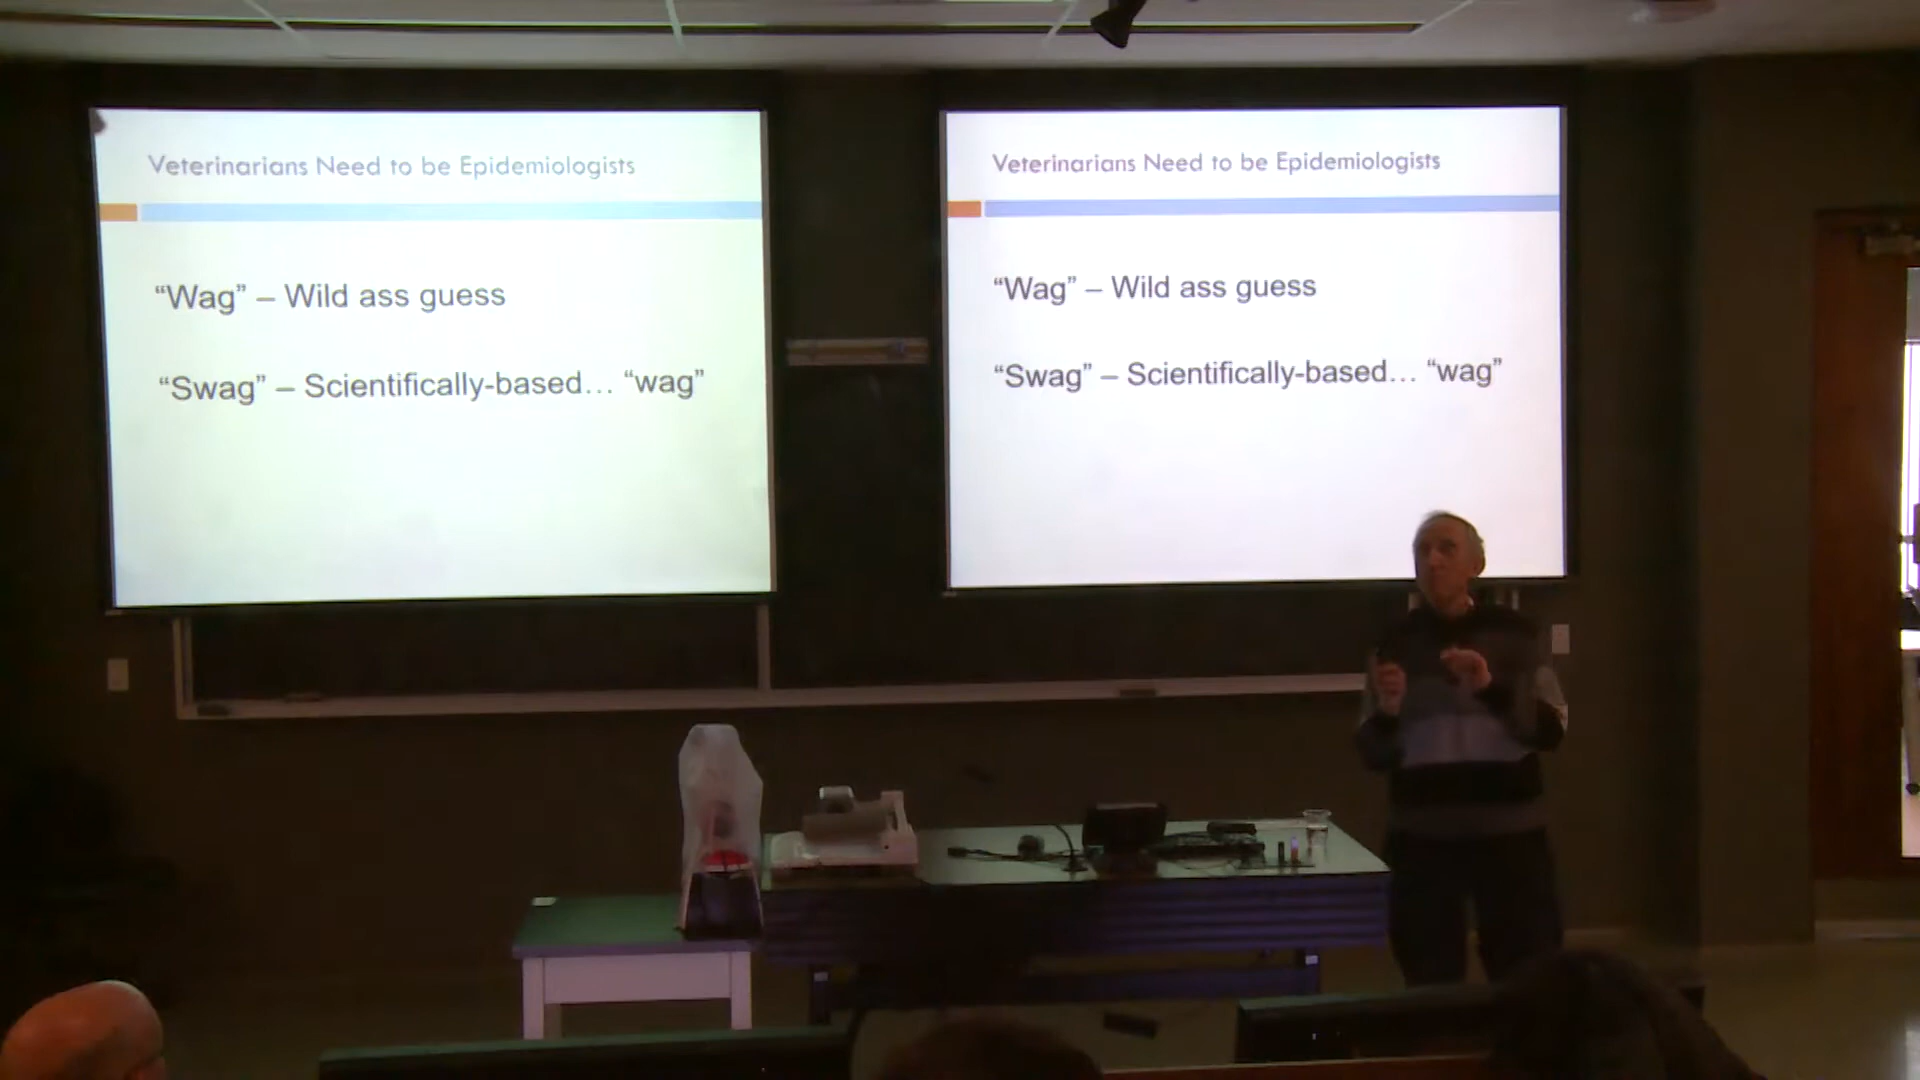 Veterinarians Need to be Epidemiologists
“Wag” – Wild ass guess
“Swag” – Scientifically-based… “wag”
Veterinarians Need to be Epidemiologists
“Wag” – Wild ass guess
“Swag” – Scientifically-based… “wag”